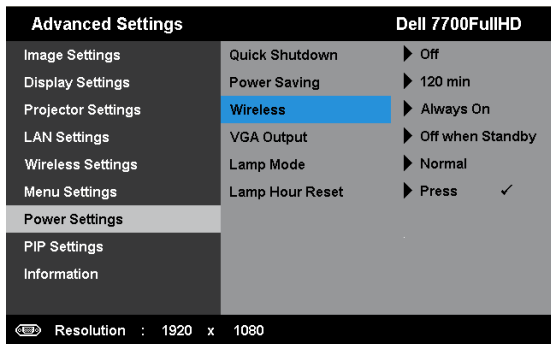 Advanced Settings Dell 7700FullHD
Image Settings Quick Shutdown Off
Display Settings Power Saving 120 min
Projector Settings Wireless Always On
LAN Settings VGA Output Off when Standby
Wireless Settings Lamp Mode Normal
Menu Settings Lamp Hour Reset Press ✓
Power Settings
PIP Settings
Information
Resolution : 1920 x 1080